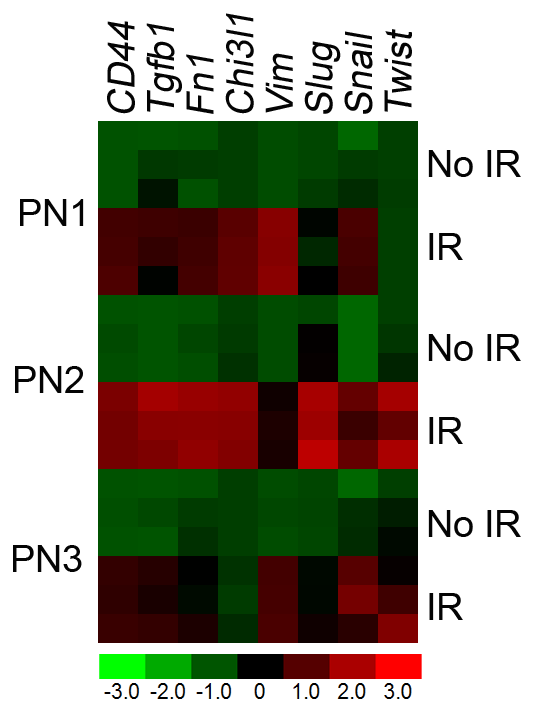 CD44 Tgfb1 Fn1 Chi3l1 Vim Slug Snail Twist
No IR
PN1
IR
No IR
PN2
IR
No IR
PN3
IR
-3.0 -2.0 -1.0 0 1.0 2.0 3.0